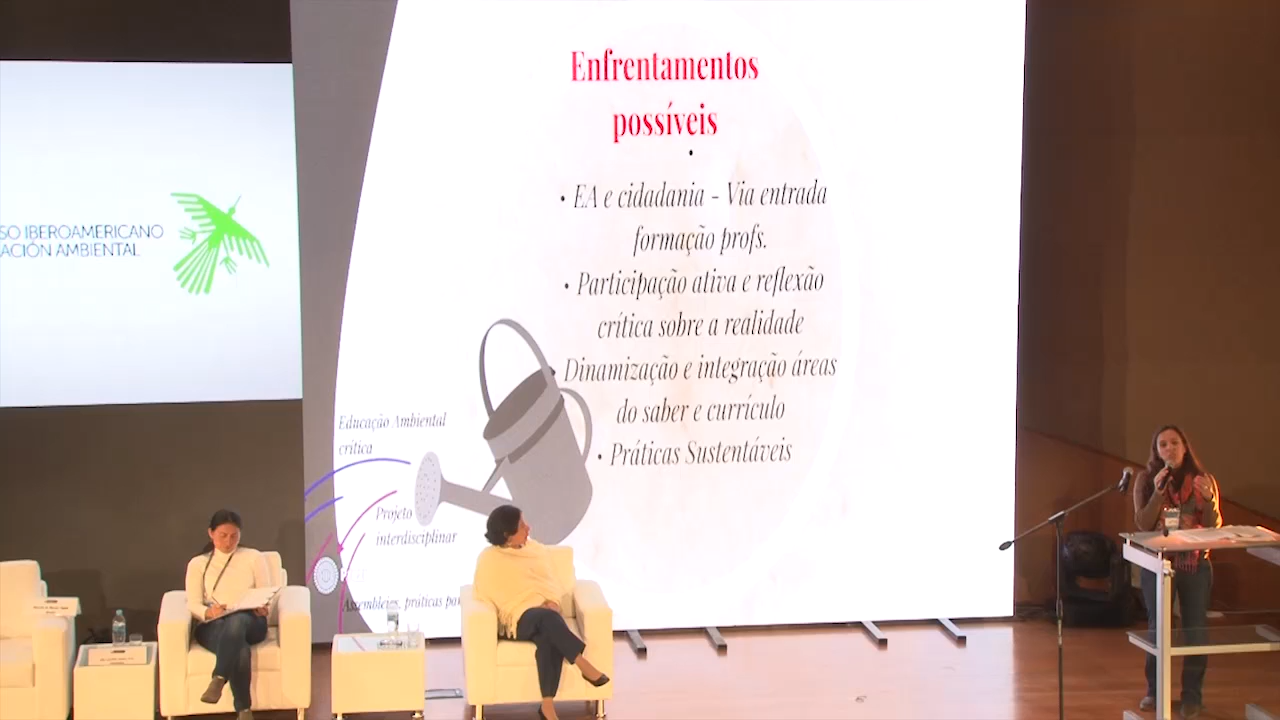 SO IBEROAMERICANO
ACIÓN AMBIENTAL
Enfrentamentos
possíveis
•
• EA e cidadania - Via entrada
formação profs.
• Participação ativa e reflexão
crítica sobre a realidade
• Dinamização e integração áreas
do saber e currículo
• Práticas Sustentáveis
Educação Ambiental
crítica
Projeto
interdisciplinar
Assembleias, práticas